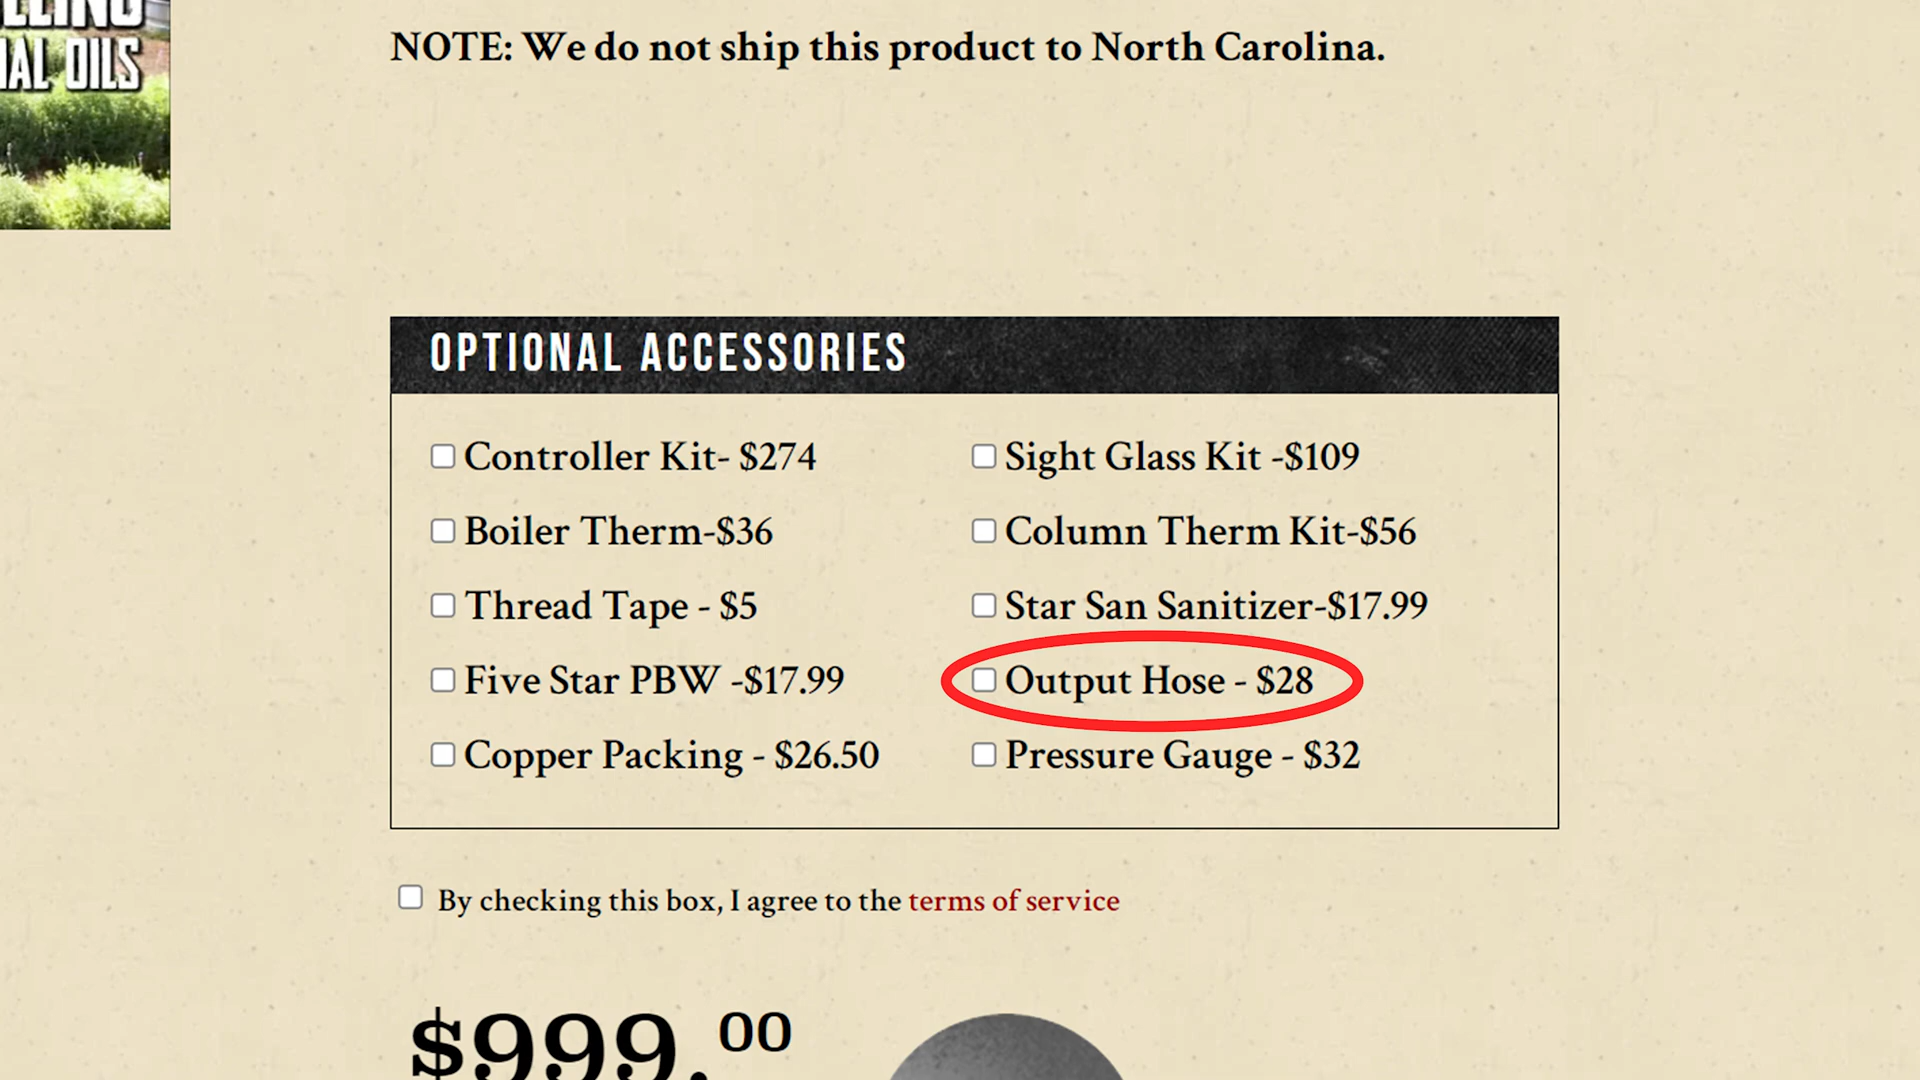 NOTE: We do not ship this product to North Carolina.
OILS
OPTIONAL ACCESSORIES
Controller Kit- $274
Sight Glass Kit -$109
Boiler Therm-$36
Column Therm Kit-$56
Thread Tape - $5
Star San Sanitizer-$17.99
Five Star PBW -$17.99
Output Hose - $28
Copper Packing - $26.50
Pressure Gauge - $32
By checking this box, I agree to the terms of service
$999.00